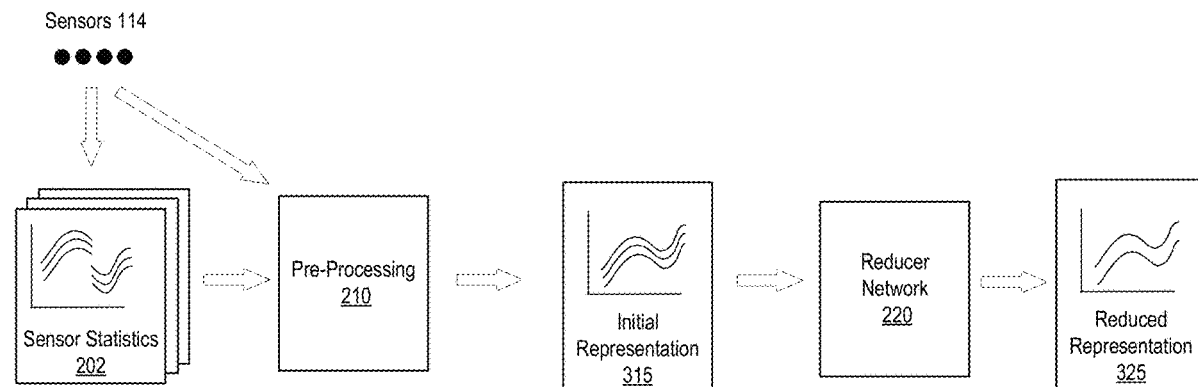 Sensors 114
Pre-Processing
210
Sensor Statistics
202
Initial
Representation
315
Reducer
Network
220
Reduced
Representation
325